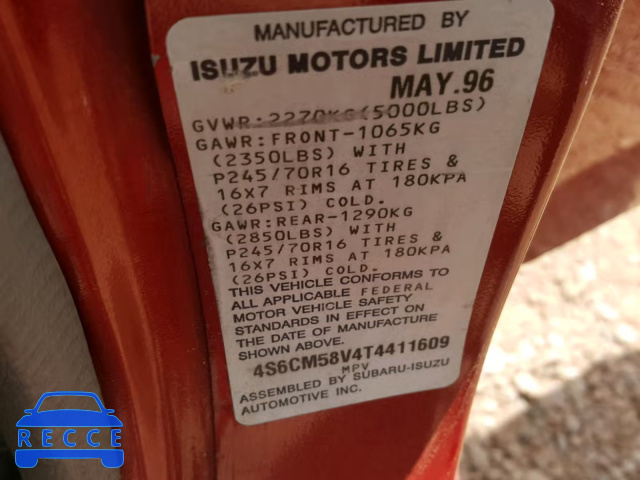 MANUFACTURED BY
ISUZU MOTORS LIMITED
MAY.96
GVWR:2270KG(5000LBS)
GAWR:FRONT-1065KG
(2350LBS) WITH
P245/70R16 TIRES &
16X7 RIMS AT 180KPA
(26PSI) COLD.
GAWR:REAR-1290KG
(2850LBS) WITH
P245/70R16 TIRES &
16X7 RIMS AT 180KPA
(26PSI) COLD.
THIS VEHICLE CONFORMS TO
ALL APPLICABLE FEDERAL
MOTOR VEHICLE SAFETY
STANDARDS IN EFFECT ON
THE DATE OF MANUFACTURE
SHOWN ABOVE.
4S6CM58V4T4411609
MPV
ASSEMBLED BY SUBARU-ISUZU
AUTOMOTIVE INC.
RECCE